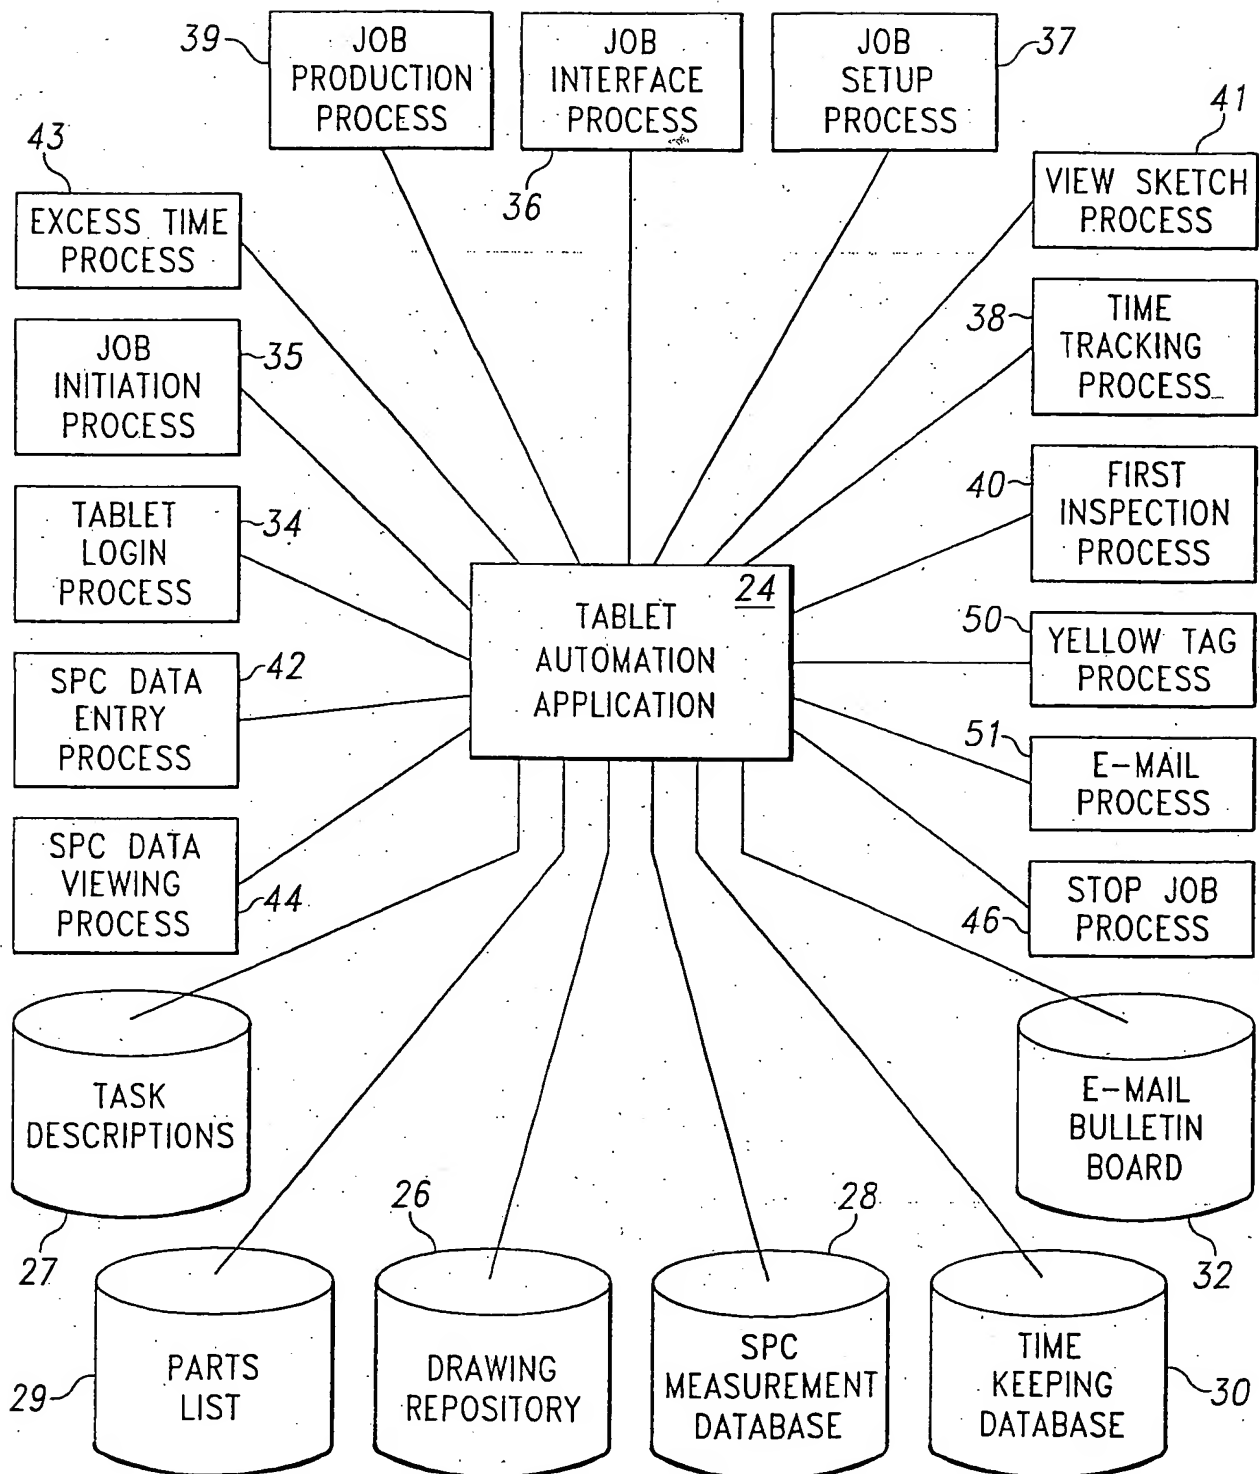 39
JOB
PRODUCTION
PROCESS
JOB
INTERFACE
PROCESS
36
JOB
SETUP
PROCESS
37
43
EXCESS TIME
PROCESS
41
VIEW SKETCH
PROCESS
JOB
INITIATION
PROCESS
35
38
TIME
TRACKING
PROCESS
TABLET
LOGIN
PROCESS
34
40
FIRST
INSPECTION
PROCESS
24
TABLET
AUTOMATION
APPLICATION
50
YELLOW TAG
PROCESS
SPC DATA
ENTRY
PROCESS
42
51
E-MAIL
PROCESS
SPC DATA
VIEWING
PROCESS
44
STOP JOB
PROCESS
46
TASK
DESCRIPTIONS
27
E-MAIL
BULLETIN
BOARD
32
PARTS
LIST
29
26
DRAWING
REPOSITORY
28
SPC
MEASUREMENT
DATABASE
TIME
KEEPING
DATABASE
30